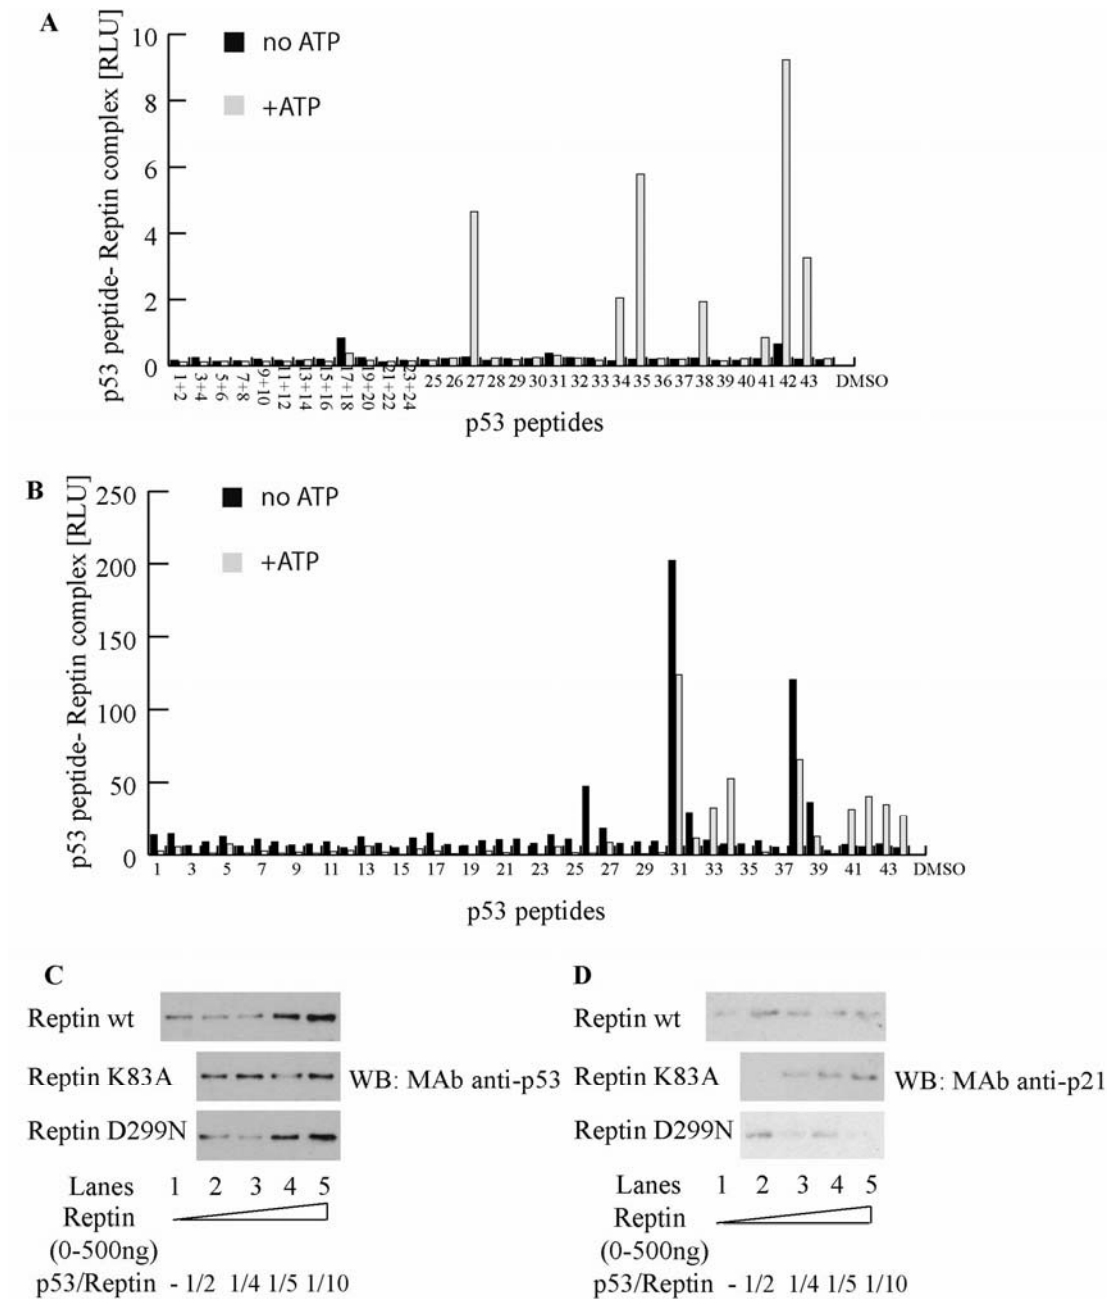 A
p53 peptide- Reptin complex [RLU]
10
8
6
4
2
0
no ATP
+ATP
1+2 3+4 5+6 7+8 9+10 11+12 13+14 15+16 17+18 19+20 21+22 23+24 25 26 27 28 29 30 31 32 33 34 35 36 37 38 39 40 41 42 43 DMSO
p53 peptides
B
p53 peptide- Reptin complex [RLU]
250
200
150
100
50
0
no ATP
+ATP
1 3 5 7 9 11 13 15 17 19 21 23 25 27 29 31 33 35 37 39 41 43 DMSO
p53 peptides
C
Reptin wt
Reptin K83A
WB: MAb anti-p53
Reptin D299N
Lanes 1 2 3 4 5
Reptin
(0-500ng)
p53/Reptin - 1/2 1/4 1/5 1/10
D
Reptin wt
Reptin K83A
WB: MAb anti-p21
Reptin D299N
Lanes 1 2 3 4 5
Reptin
(0-500ng)
p53/Reptin - 1/2 1/4 1/5 1/10